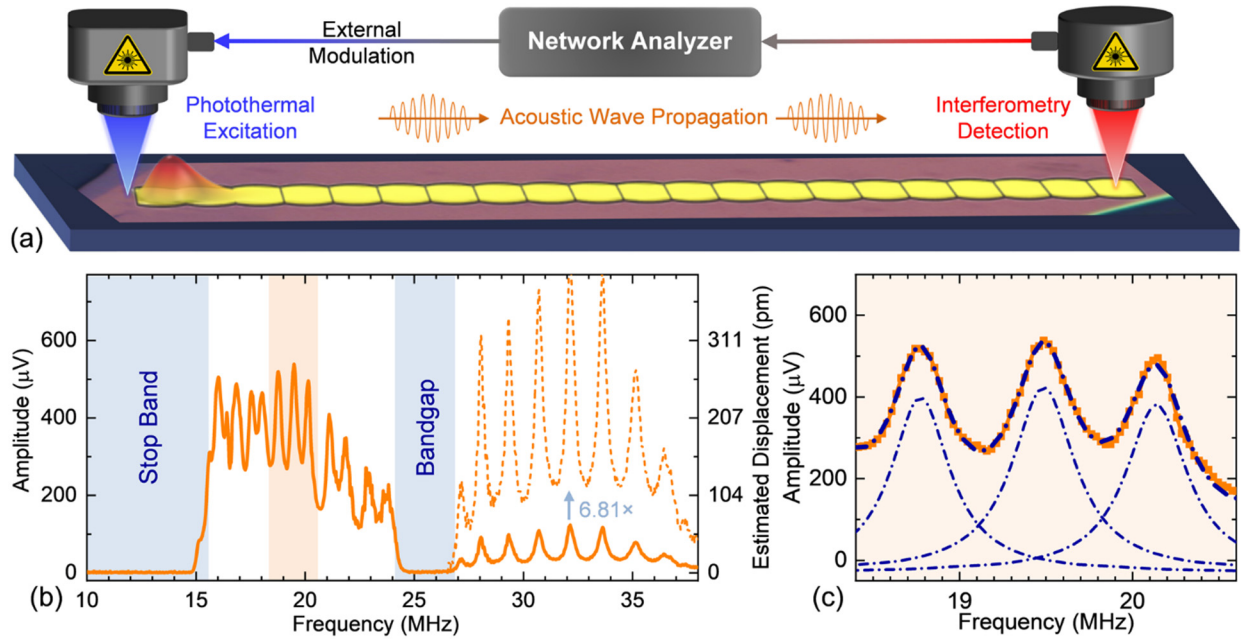 External
Modulation
Network Analyzer
Photothermal
Excitation
Acoustic Wave Propagation
Interferometry
Detection
(a)
Amplitude (μV)
600
400
200
0
Stop Band
Bandgap
6.81×
311
207
104
0
Estimated Displacement (pm)
10
15
20
25
30
35
(b)
Frequency (MHz)
Amplitude (μV)
600
400
200
0
19
20
(c)
Frequency (MHz)